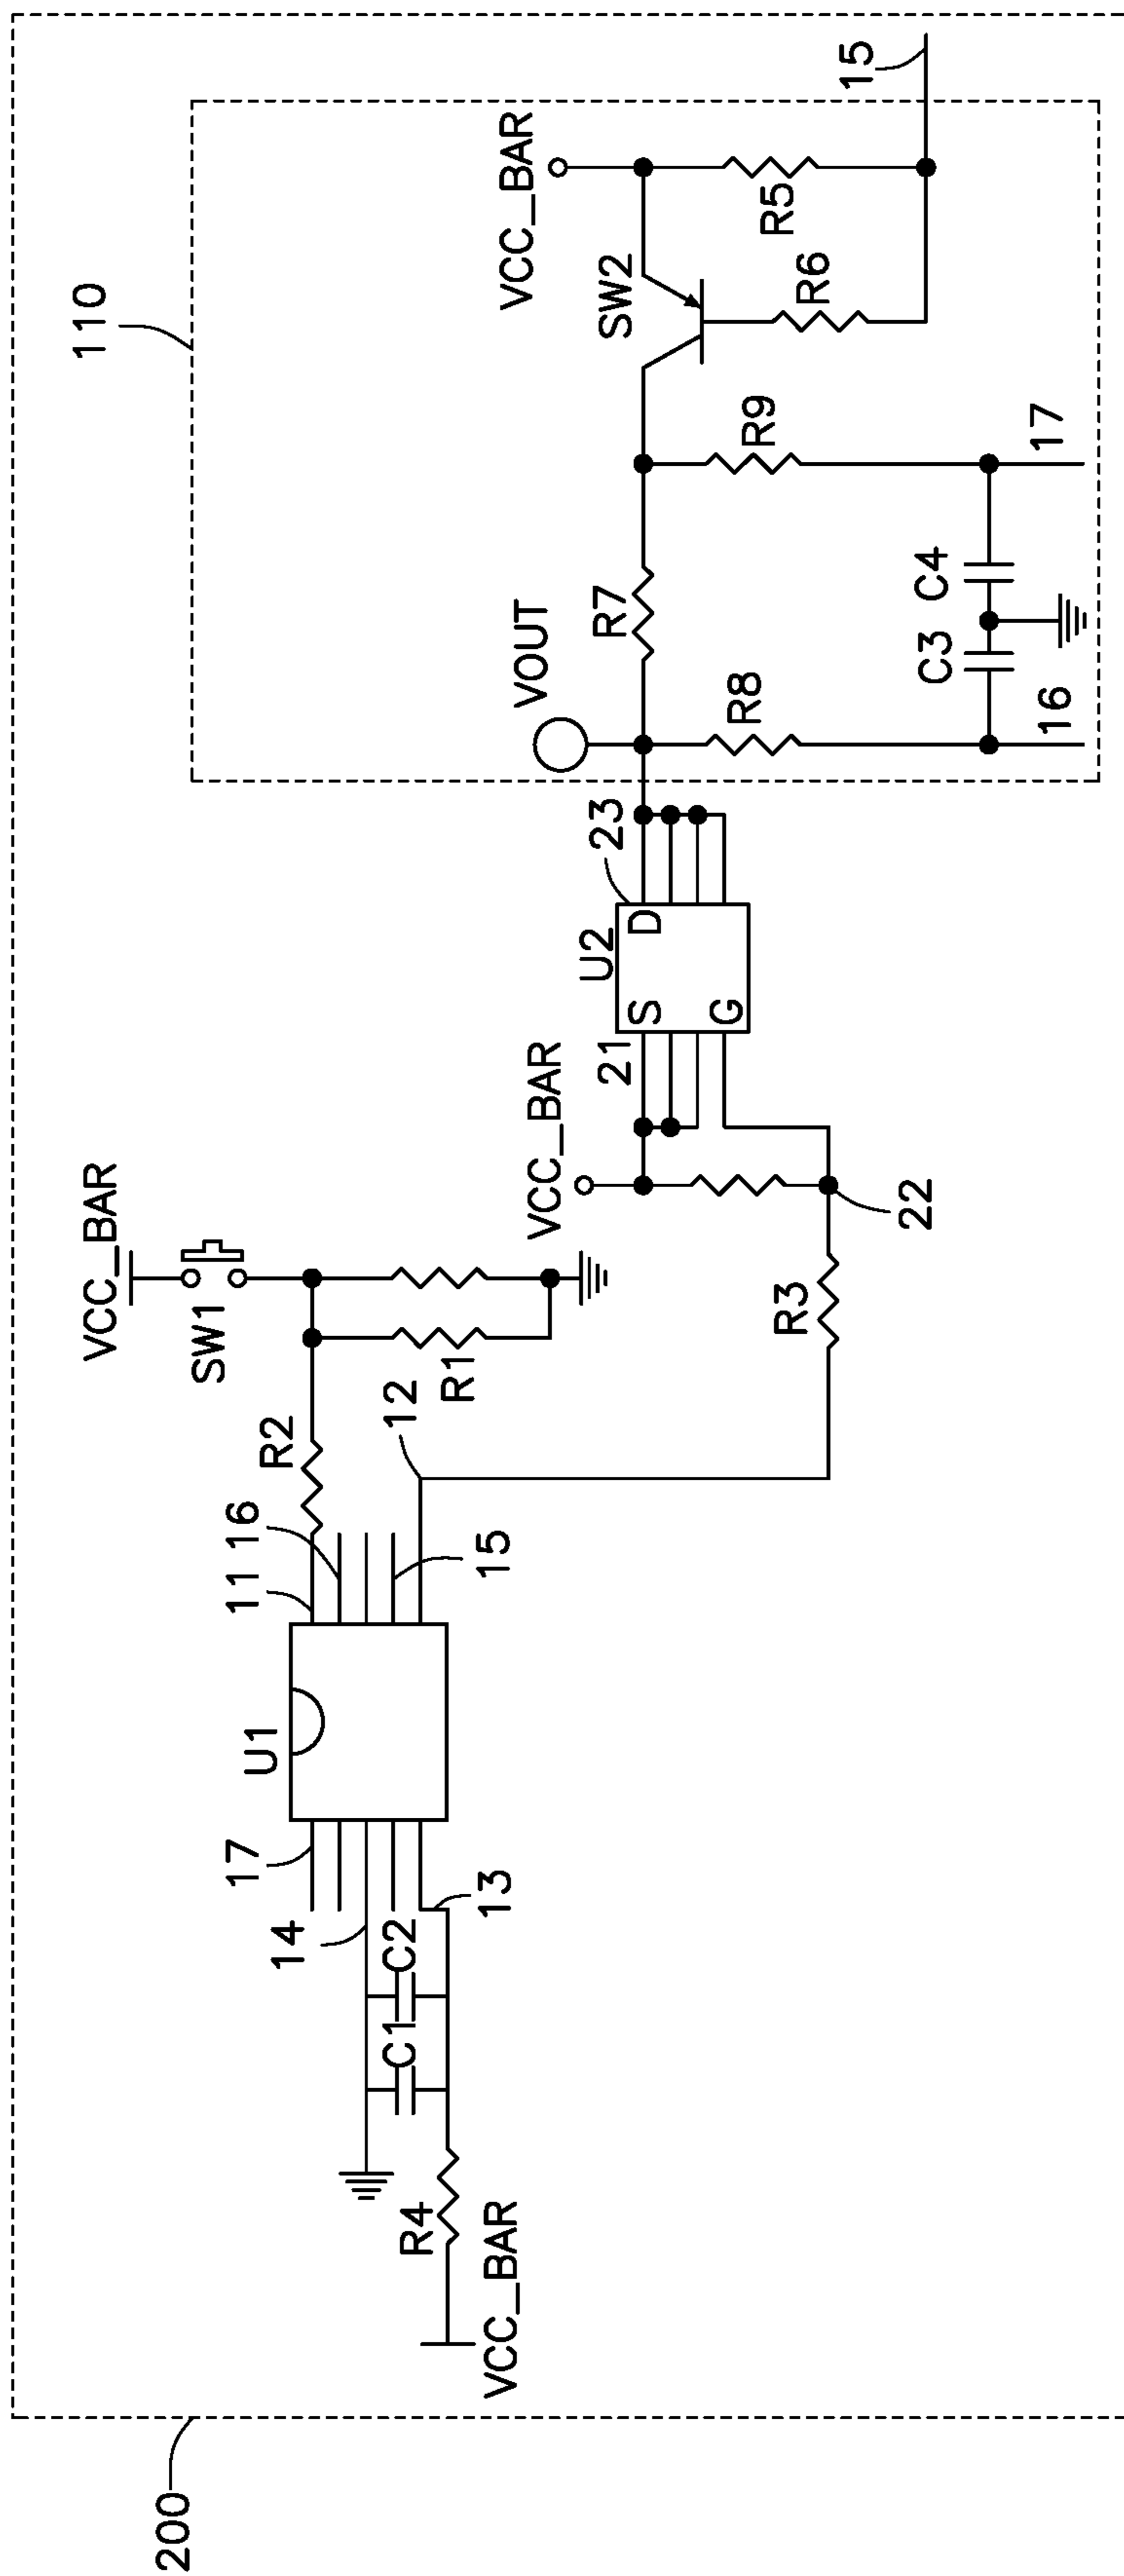 200
110
VCC_BAR
SW1
R2
R1
11
16
15
12
U1
17
14
13
C1
C2
R4
VCC_BAR
VCC_BAR
21
S
G
U2
D
23
22
R3
VOUT
R7
R8
R9
C3
C4
16
17
VCC_BAR
SW2
R5
R6
15